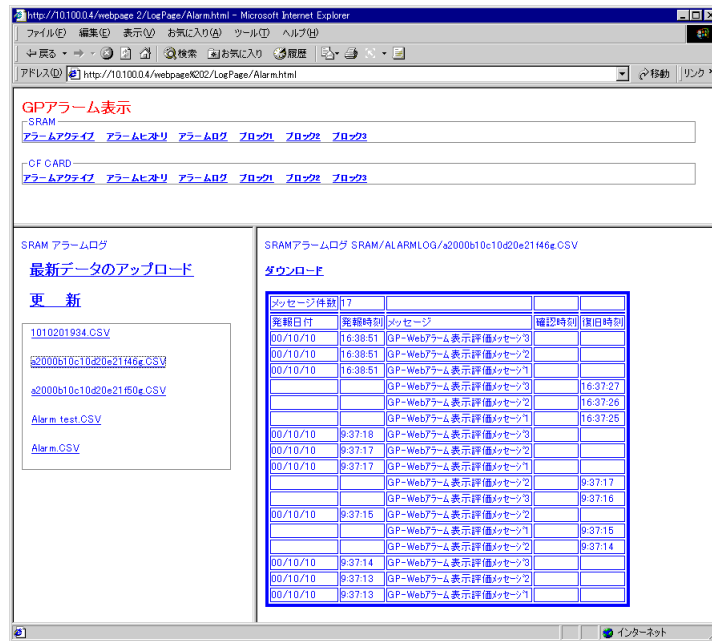 http://10.100.0.4/webpage 2/LogPage/Alarm.html - Microsoft Internet Explorer
ファイル(F) 編集(E) 表示(V) お気に入り(A) ツール(T) ヘルプ(H)
戻る 検索 お気に入り 履歴
アドレス(D) http://10.100.0.4/webpage%202/LogPage/Alarm.html 移動 リンク
GPアラーム表示
SRAM
アラームアクティブ アラームヒストリ アラームログ ブロック1 ブロック2 ブロック3
CF CARD
アラームアクティブ アラームヒストリ アラームログ ブロック1 ブロック2 ブロック3
SRAM アラームログ
最新データのアップロード
更 新
1010201934.CSV
a2000b10c10d20e21f46g.CSV
a2000b10c10d20e21f50g.CSV
Alarm test.CSV
Alarm.CSV
SRAMアラームログ SRAM/ALARMLOG/a2000b10c10d20e21f46g.CSV
ダウンロード
メッセージ件数 17
発報日付 発報時刻 メッセージ 確認時刻 復旧時刻
00/10/10 16:38:51 GP-Webアラーム表示評価メッセージ3
00/10/10 16:38:51 GP-Webアラーム表示評価メッセージ2
00/10/10 16:38:51 GP-Webアラーム表示評価メッセージ1
GP-Webアラーム表示評価メッセージ3 16:37:27
GP-Webアラーム表示評価メッセージ2 16:37:26
GP-Webアラーム表示評価メッセージ1 16:37:25
00/10/10 9:37:18 GP-Webアラーム表示評価メッセージ3
00/10/10 9:37:17 GP-Webアラーム表示評価メッセージ2
00/10/10 9:37:17 GP-Webアラーム表示評価メッセージ1
GP-Webアラーム表示評価メッセージ2 9:37:17
GP-Webアラーム表示評価メッセージ3 9:37:16
00/10/10 9:37:15 GP-Webアラーム表示評価メッセージ2
GP-Webアラーム表示評価メッセージ1 9:37:15
GP-Webアラーム表示評価メッセージ2 9:37:14
00/10/10 9:37:14 GP-Webアラーム表示評価メッセージ3
00/10/10 9:37:13 GP-Webアラーム表示評価メッセージ2
00/10/10 9:37:13 GP-Webアラーム表示評価メッセージ1
インターネット